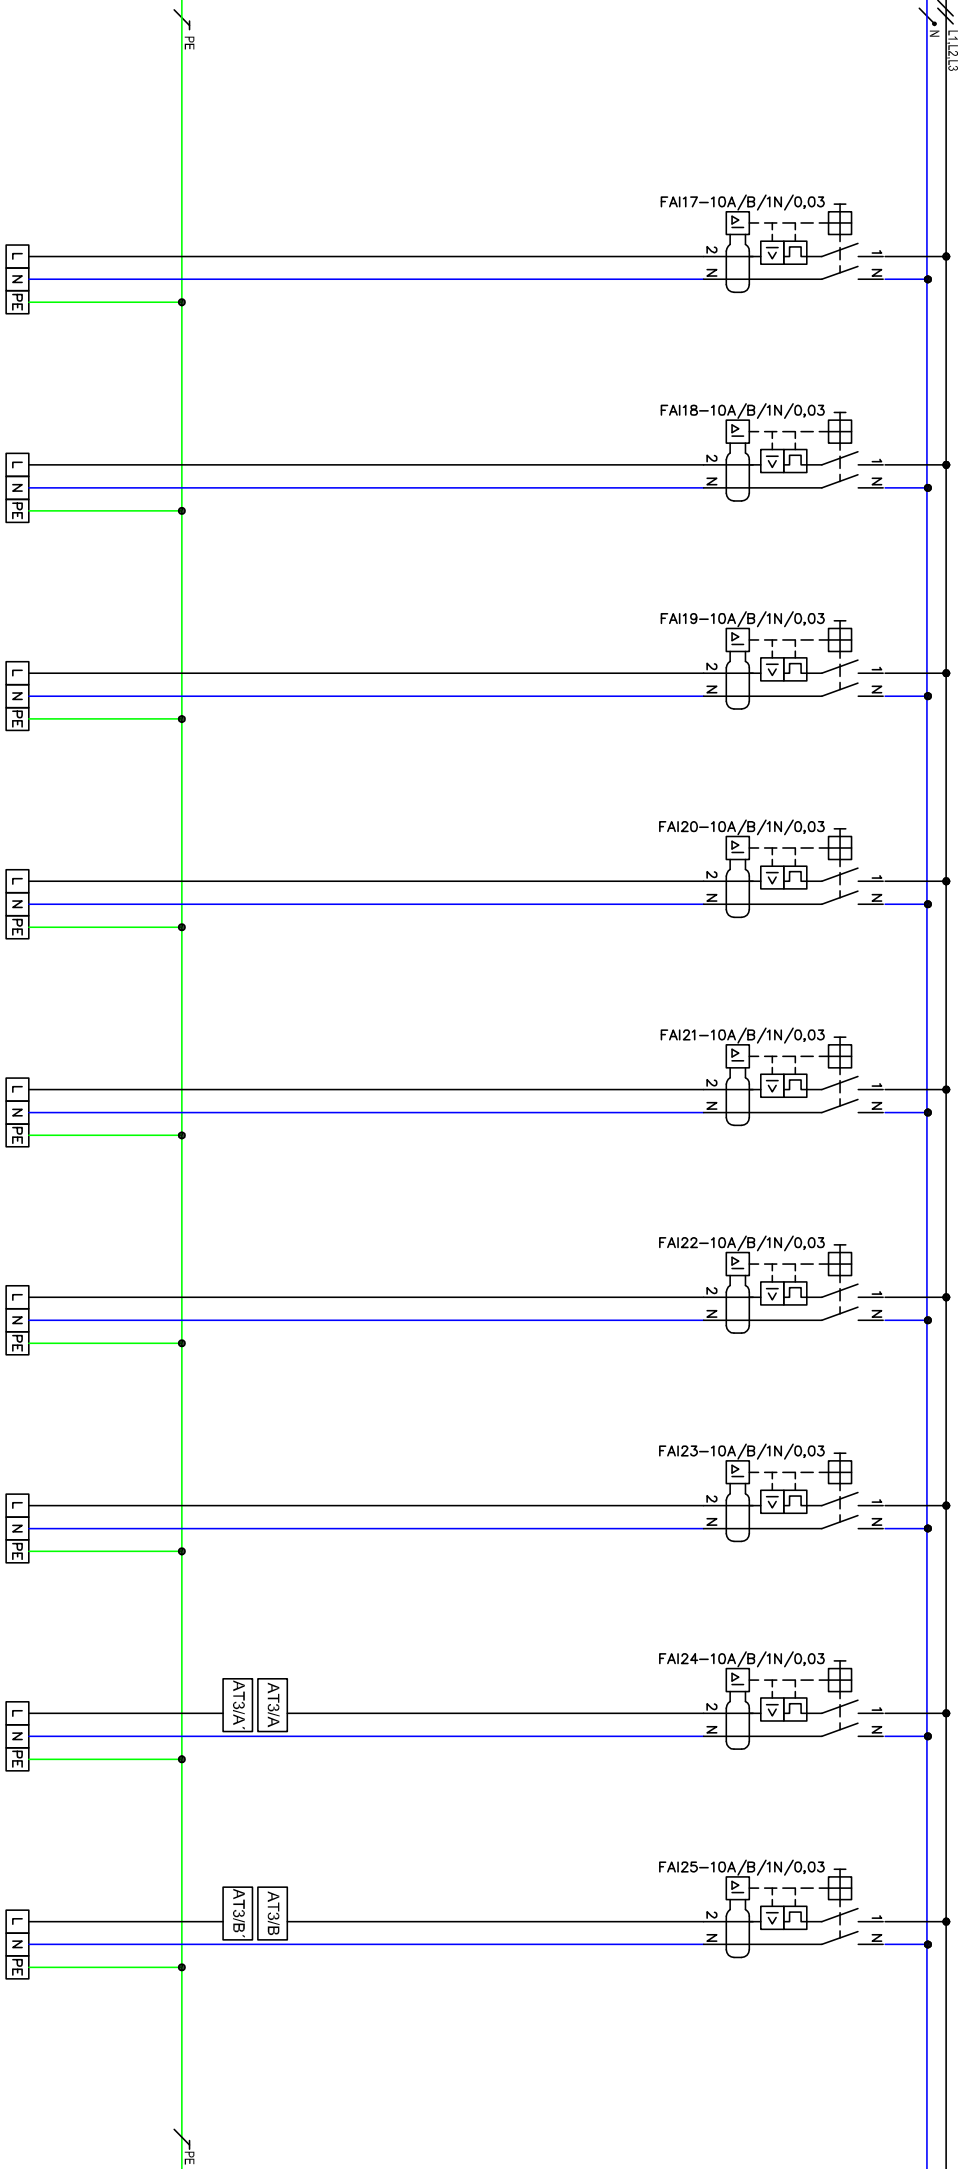 PE
N
L1,L2,L3
FAI17-10A/B/1N/0,03
2
1
N
N
L
N
PE
FAI18-10A/B/1N/0,03
2
1
N
N
L
N
PE
FAI19-10A/B/1N/0,03
2
1
N
N
L
N
PE
FAI20-10A/B/1N/0,03
2
1
N
N
L
N
PE
FAI21-10A/B/1N/0,03
2
1
N
N
L
N
PE
FAI22-10A/B/1N/0,03
2
1
N
N
L
N
PE
FAI23-10A/B/1N/0,03
2
1
N
N
L
N
PE
FAI24-10A/B/1N/0,03
2
1
N
N
AT3/A
AT3/A´
L
N
PE
FAI25-10A/B/1N/0,03
2
1
N
N
AT3/B
AT3/B´
L
N
PE
PE